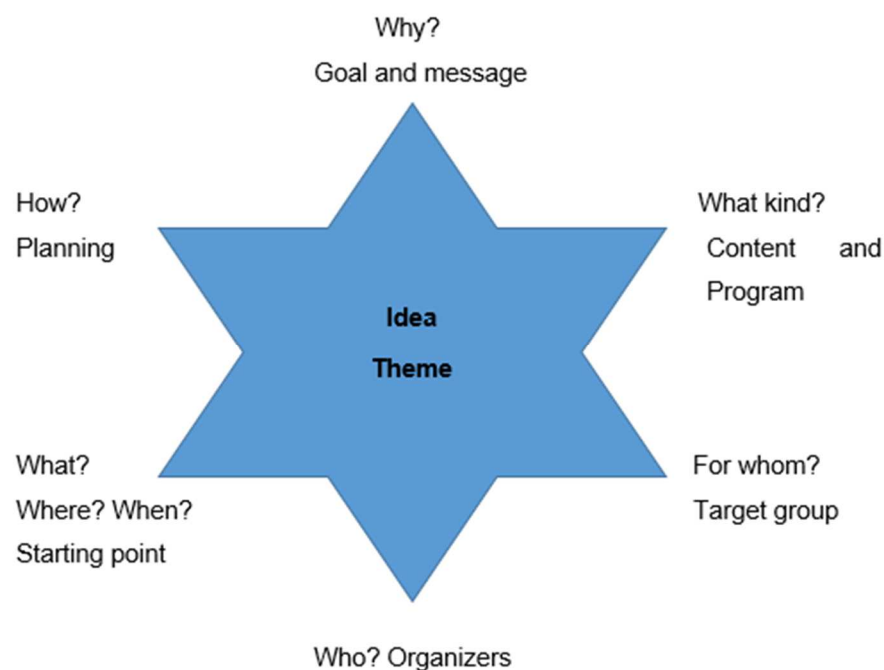 Why?
Goal and message
How?
Planning
What kind?
Content and
Program
Idea
Theme
What?
Where? When?
Starting point
For whom?
Target group
Who? Organizers